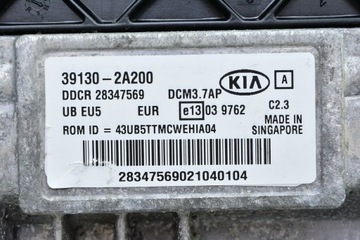 39130-2A200
KIA A
DDCR 28347569 DCM3.7AP
UB EU5 EUR e13 03 9762 C2.3
ROM ID = 43UB5TTMCWEHIA04 MADE IN SINGAPORE
28347569021040104